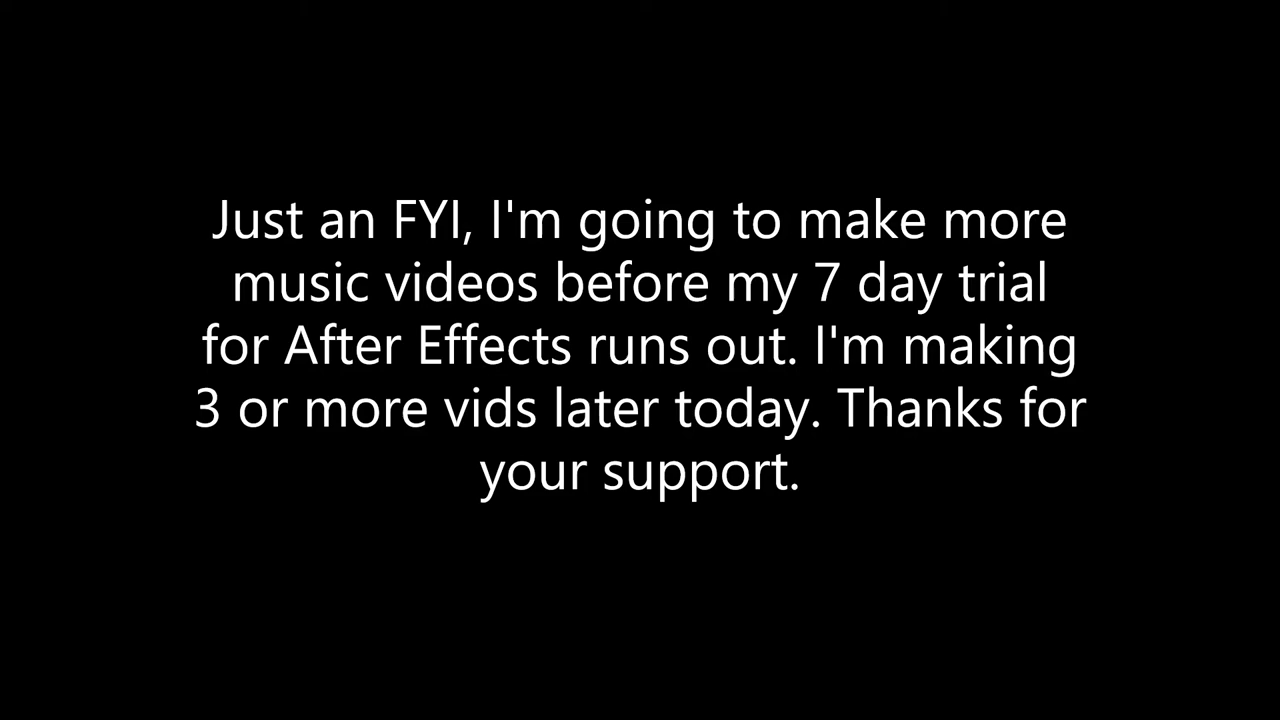 Just an FYI, I'm going to make more
music videos before my 7 day trial
for After Effects runs out. I'm making
3 or more vids later today. Thanks for
your support.